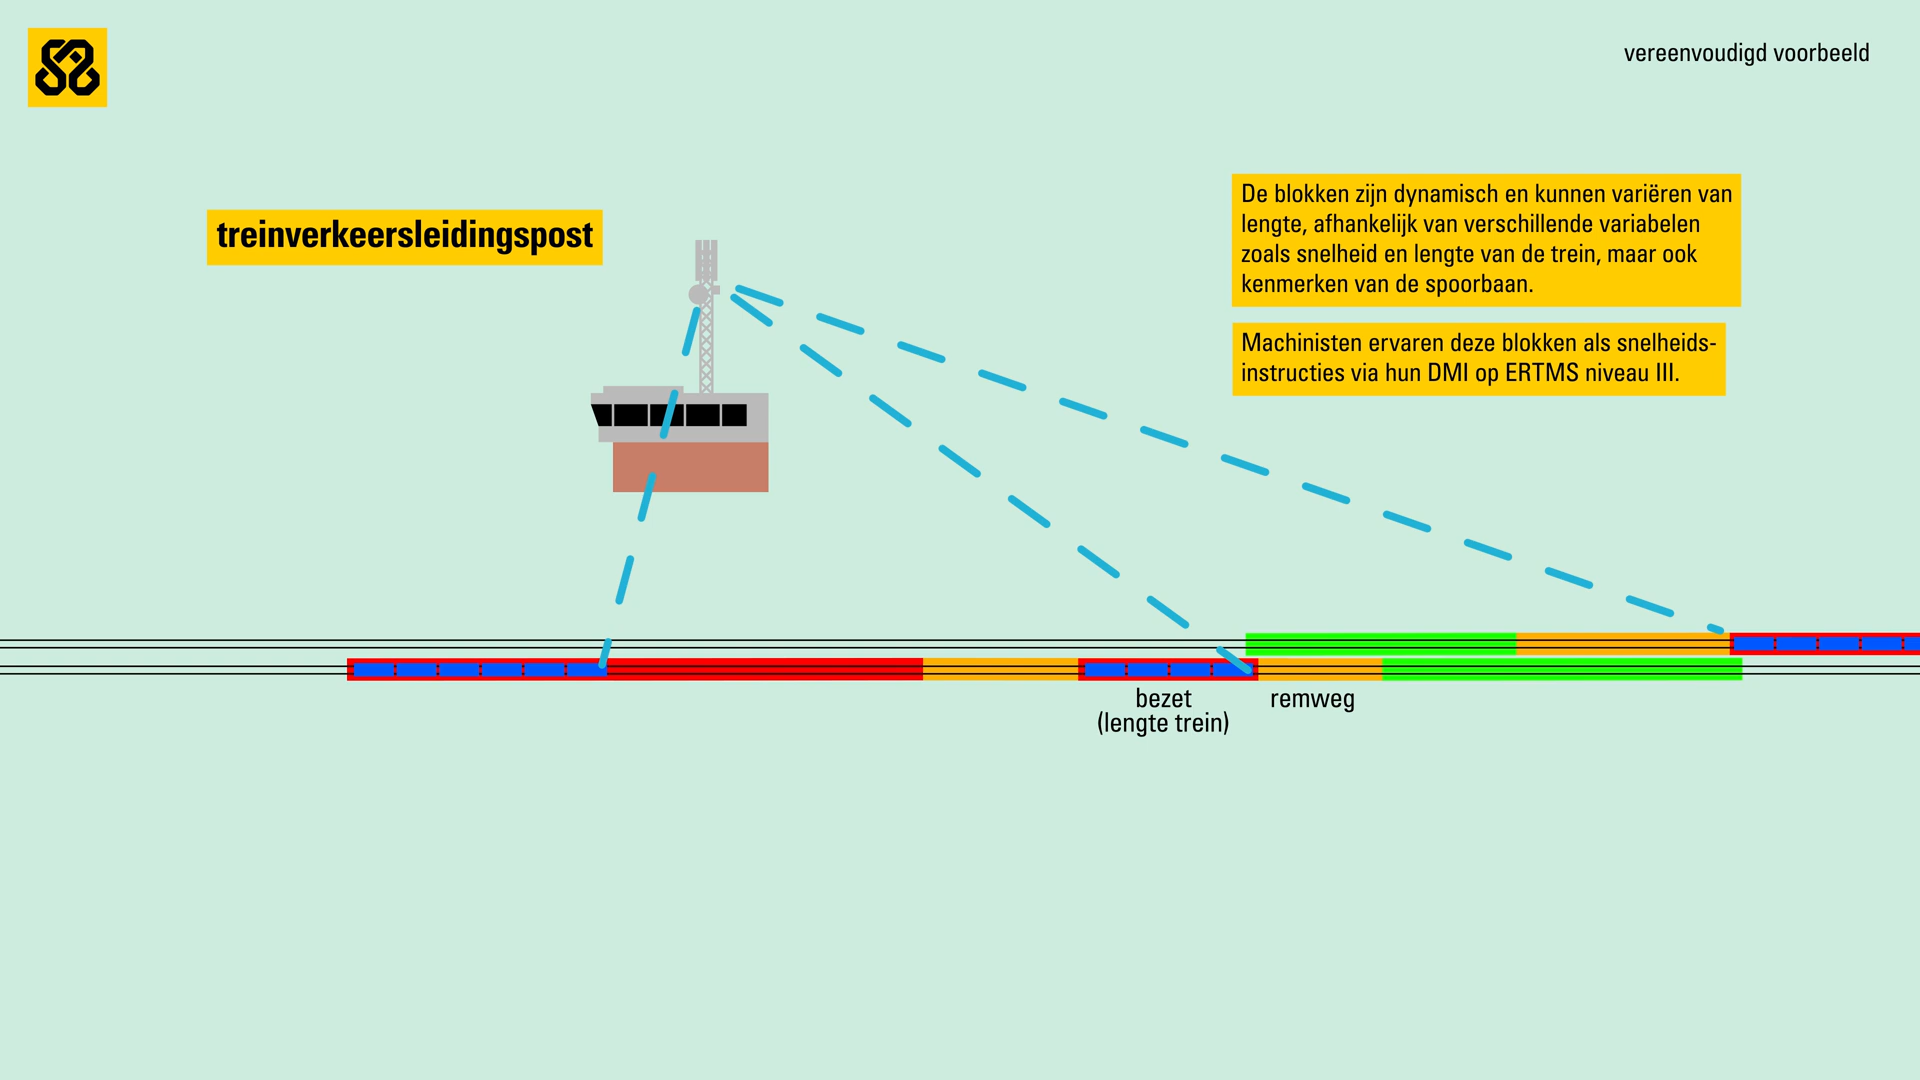 vereenvoudigd voorbeeld
treinverkeersleidingspost
De blokken zijn dynamisch en kunnen variëren van
lengte, afhankelijk van verschillende variabelen
zoals snelheid en lengte van de trein, maar ook
kenmerken van de spoorbaan.
Machinisten ervaren deze blokken als snelheids-
instructies via hun DMI op ERTMS niveau III.
bezet
(lengte trein)
remweg